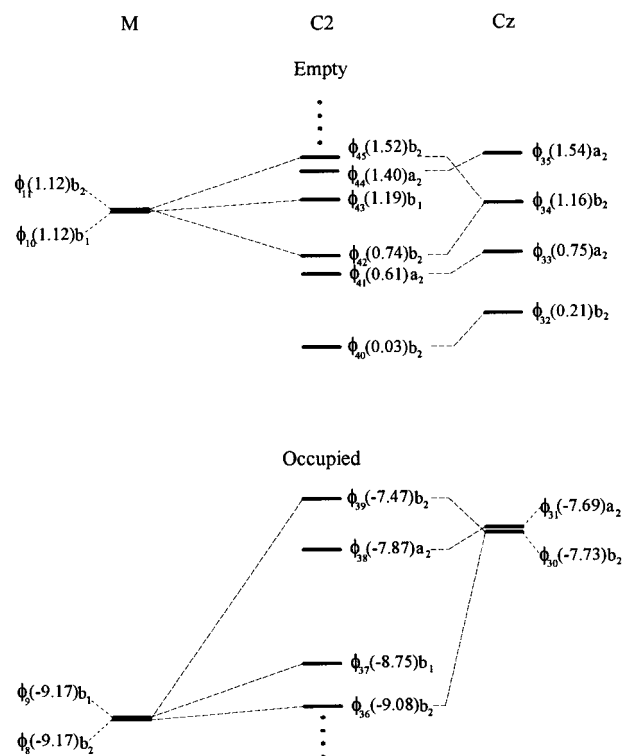 M C2 Cz
Empty
ϕ₄₅(1.52)b₂
ϕ₃₅(1.54)a₂
ϕ₄₄(1.40)a₂
ϕ₁₁(1.12)b₂
ϕ₄₃(1.19)b₁
ϕ₃₄(1.16)b₂
ϕ₁₀(1.12)b₁
ϕ₄₂(0.74)b₂
ϕ₃₃(0.75)a₂
ϕ₄₁(0.61)a₂
ϕ₃₂(0.21)b₂
ϕ₄₀(0.03)b₂
Occupied
ϕ₃₉(-7.47)b₂
ϕ₃₁(-7.69)a₂
ϕ₃₈(-7.87)a₂
ϕ₃₀(-7.73)b₂
ϕ₃₇(-8.75)b₁
ϕ₉(-9.17)b₁
ϕ₃₆(-9.08)b₂
ϕ₈(-9.17)b₂